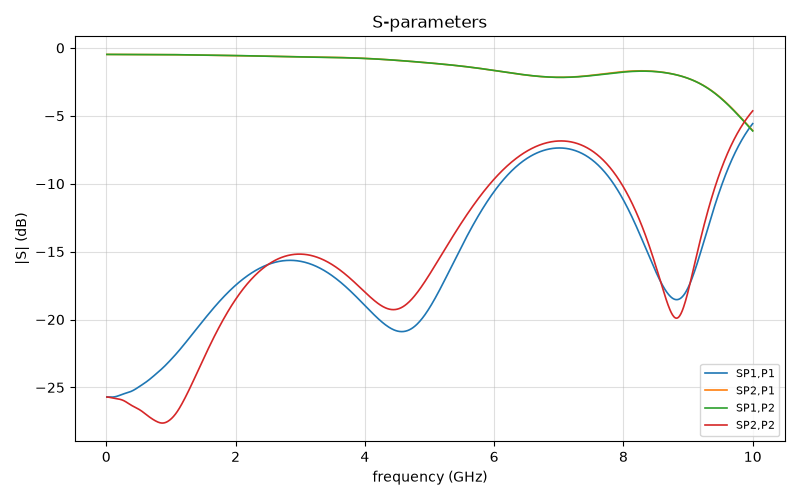 S-parameters
|S| (dB)
0
−5
−10
−15
−20
−25
0
2
4
6
8
10
frequency (GHz)
SP1,P1
SP2,P1
SP1,P2
SP2,P2